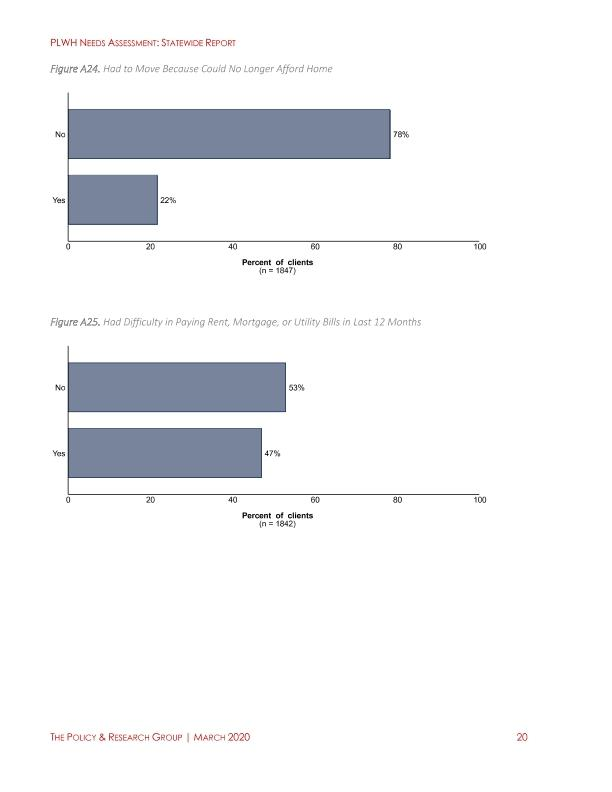 PLWH NEEDS ASSESSMENT: STATEWIDE REPORT
Figure A24. Had to Move Because Could No Longer Afford Home
No
78%
Yes
22%
0 20 40 60 80 100
Percent of clients
(n = 1847)
Figure A25. Had Difficulty in Paying Rent, Mortgage, or Utility Bills in Last 12 Months
No
53%
Yes
47%
0 20 40 60 80 100
Percent of clients
(n = 1842)
THE POLICY & RESEARCH GROUP | MARCH 2020 20